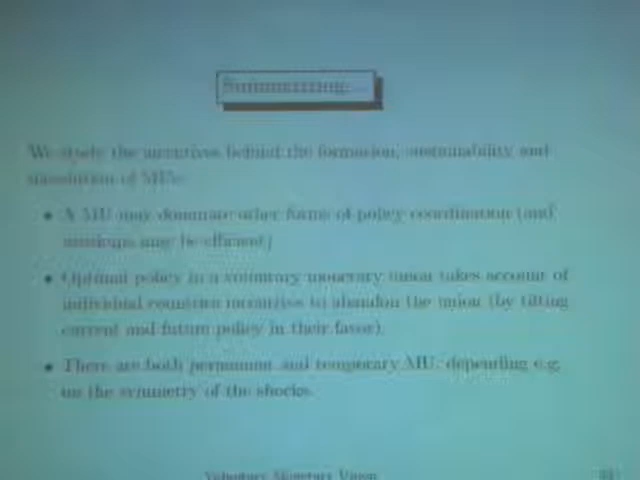 Summarizing...
We study the incentives behind the formation, sustainability and
dissolution of MUs:
• A MU may dominate other forms of policy coordination (and
may be efficient)
• Optimal policy in a voluntary monetary union takes account of
individual countries incentives to abandon the union (by tilting
current and future policy in their favor).
• There are both permanent and temporary MU, depending e.g.
on the symmetry of the shocks.
Voluntary Monetary Union